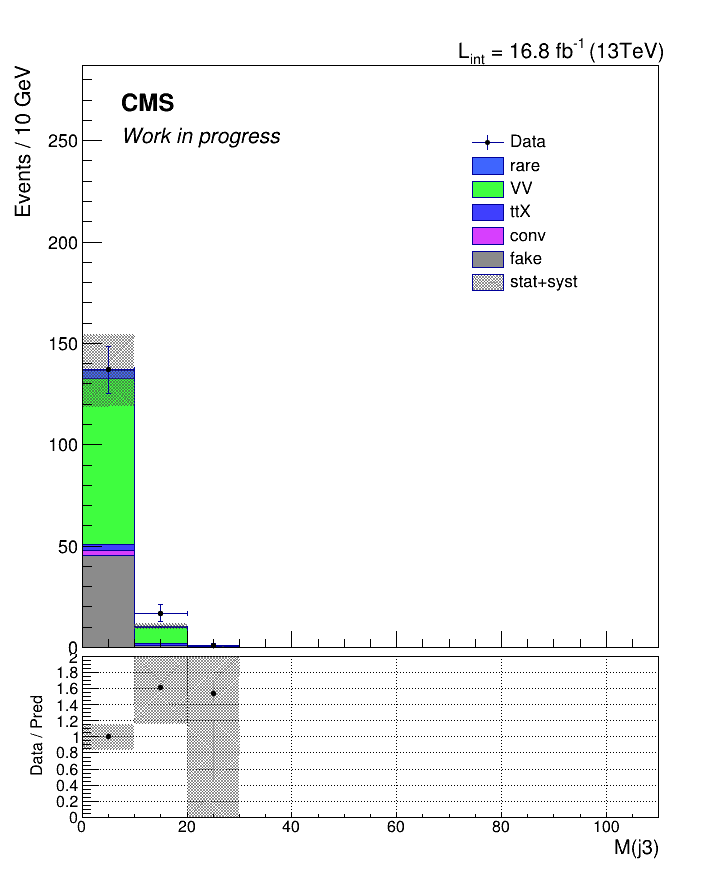 L_int = 16.8 fb^-1 (13TeV)
Events / 10 GeV
CMS
Work in progress
Data
rare
VV
ttX
conv
fake
stat+syst
250
200
150
100
50
0
Data / Pred
2
1.8
1.6
1.4
1.2
1
0.8
0.6
0.4
0.2
0
0 20 40 60 80 100
M(j3)